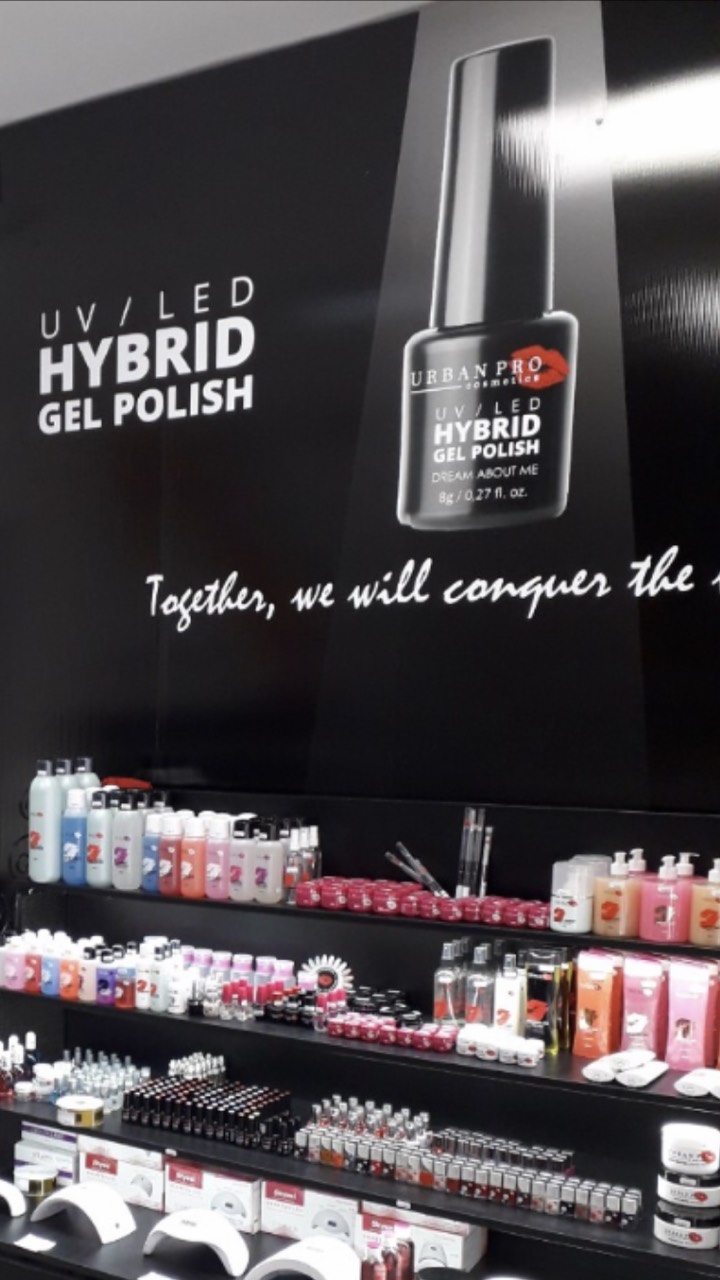 UV/LED
HYBRID
GEL POLISH
URBAN PRO
cosmetics
UV/LED
HYBRID
GEL POLISH
DREAM ABOUT ME
8g / 0,27 fl. oz.
Together, we will conquer the